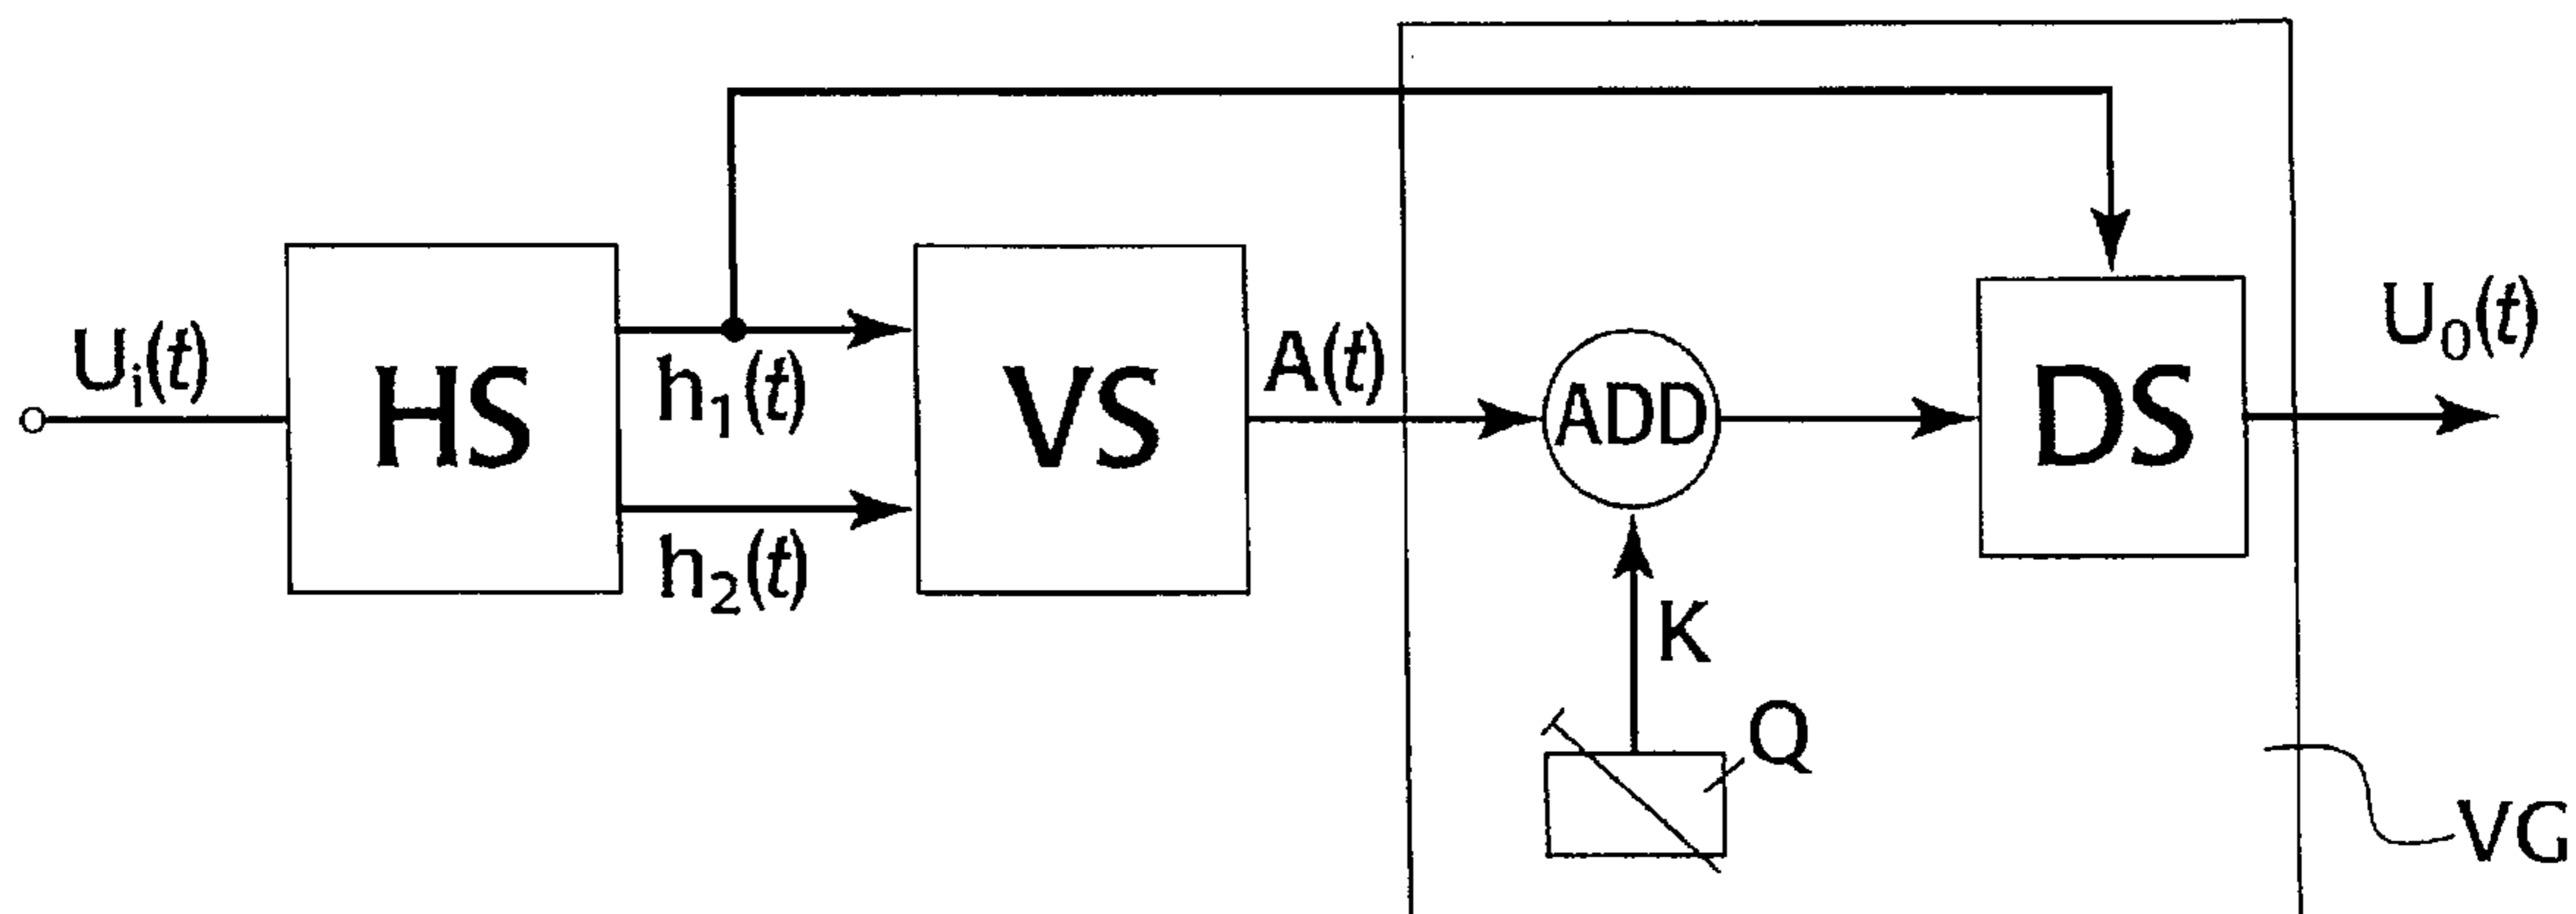 Uᵢ(t)
HS
h₁(t)
h₂(t)
VS
A(t)
ADD
K
Q
DS
U₀(t)
VG